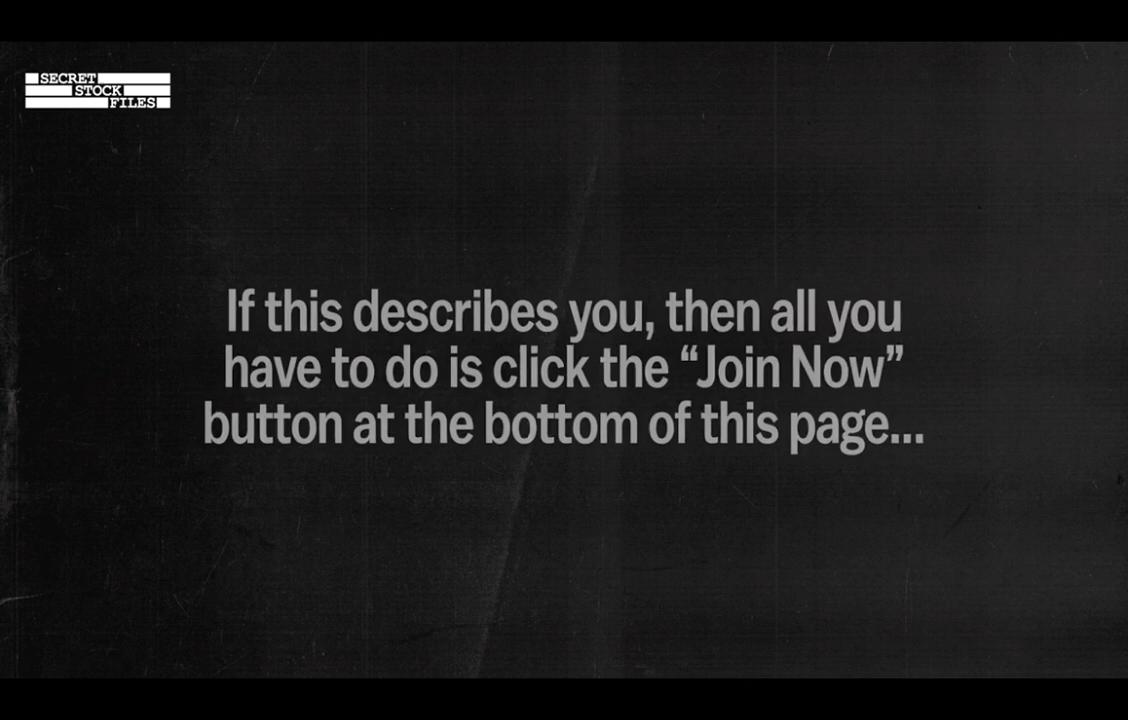 SECRET
STOCK
FILES
If this describes you, then all you
have to do is click the “Join Now”
button at the bottom of this page...